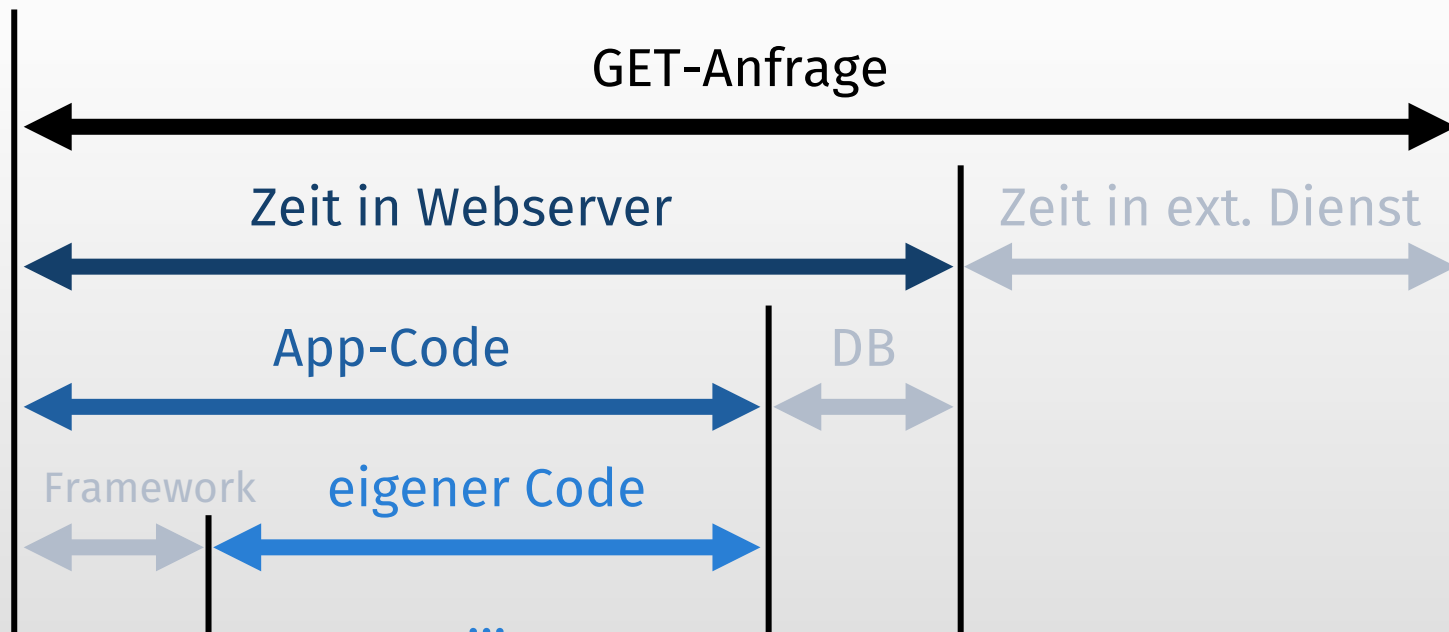 GET-Anfrage
Zeit in Webserver
Zeit in ext. Dienst
App-Code
DB
Framework
eigener Code
...